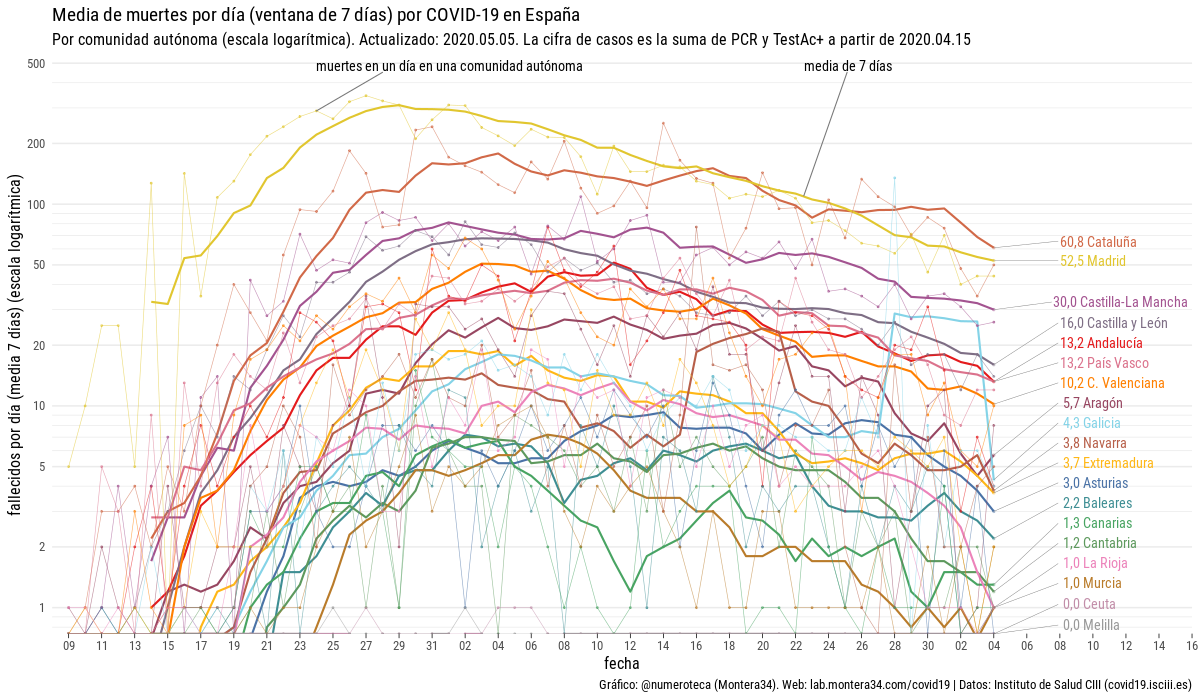 Media de muertes por día (ventana de 7 días) por COVID-19 en España
Por comunidad autónoma (escala logarítmica). Actualizado: 2020.05.05. La cifra de casos es la suma de PCR y TestAc+ a partir de 2020.04.15
muertes en un día en una comunidad autónoma
media de 7 días
fallecidos por día (media 7 días) (escala logarítmica)
500
200
100
50
20
10
5
2
1
60,8 Cataluña
52,5 Madrid
30,0 Castilla-La Mancha
16,0 Castilla y León
13,2 Andalucía
13,2 País Vasco
10,2 C. Valenciana
5,7 Aragón
4,3 Galicia
3,8 Navarra
3,7 Extremadura
3,0 Asturias
2,2 Baleares
1,3 Canarias
1,2 Cantabria
1,0 La Rioja
1,0 Murcia
0,0 Ceuta
0,0 Melilla
09 11 13 15 17 19 21 23 25 27 29 31 02 04 06 08 10 12 14 16 18 20 22 24 26 28 30 02 04 06 08 10 12 14 16
fecha
Gráfico: @numeroteca (Montera34). Web: lab.montera34.com/covid19 | Datos: Instituto de Salud CIII (covid19.isciii.es)